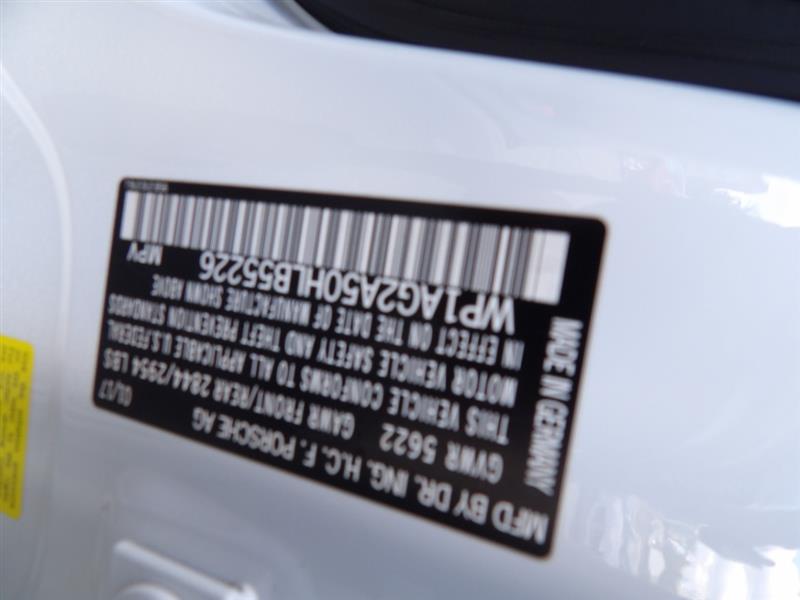 MFD BY DR. ING. H.C. F. PORSCHE AG
GVWR 5622 GAWR FRONT/REAR 2844/2954 LBS 01/17
THIS VEHICLE CONFORMS TO ALL APPLICABLE U.S. FEDERAL
MOTOR VEHICLE SAFETY AND THEFT PREVENTION STANDARDS
IN EFFECT ON THE DATE OF MANUFACTURE SHOWN ABOVE
WP1AG2A50HLB55226 MPV
MADE IN GERMANY